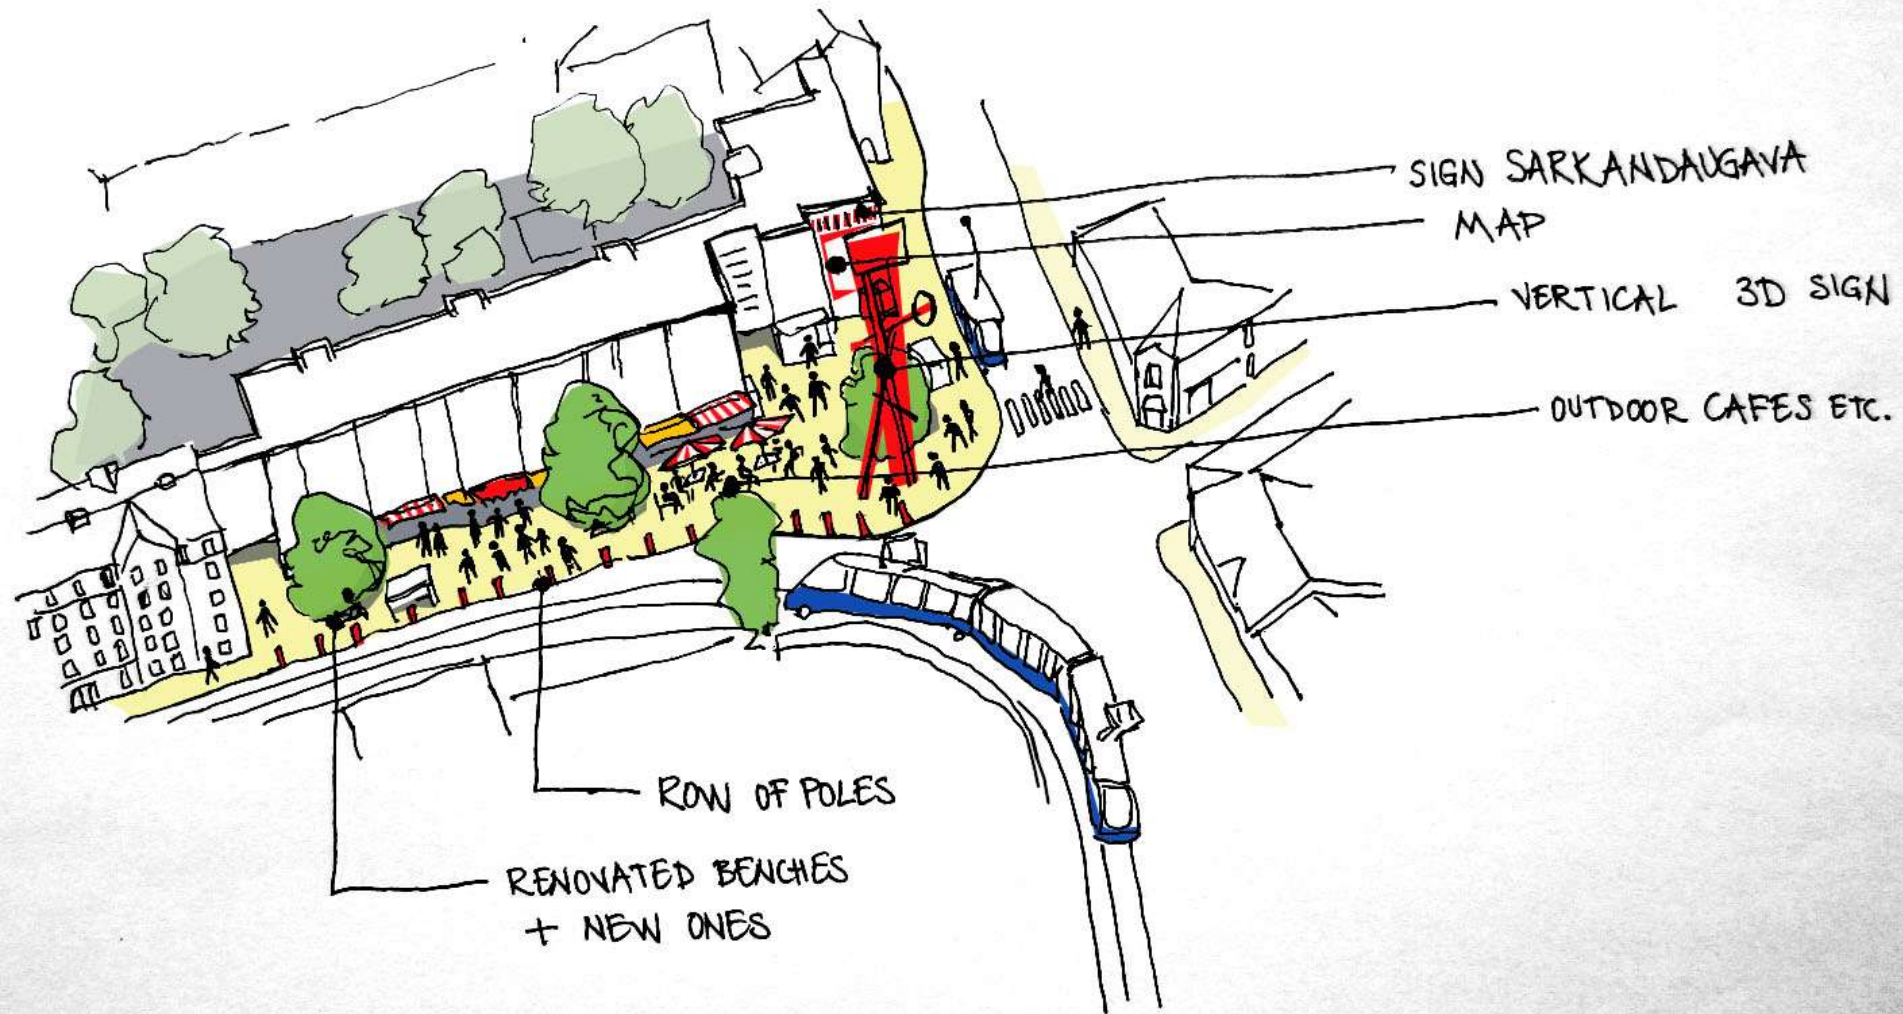 SIGN SARKANDAUGAVA
MAP
VERTICAL 3D SIGN
OUTDOOR CAFES ETC.
ROW OF POLES
RENOVATED BENCHES
+ NEW ONES